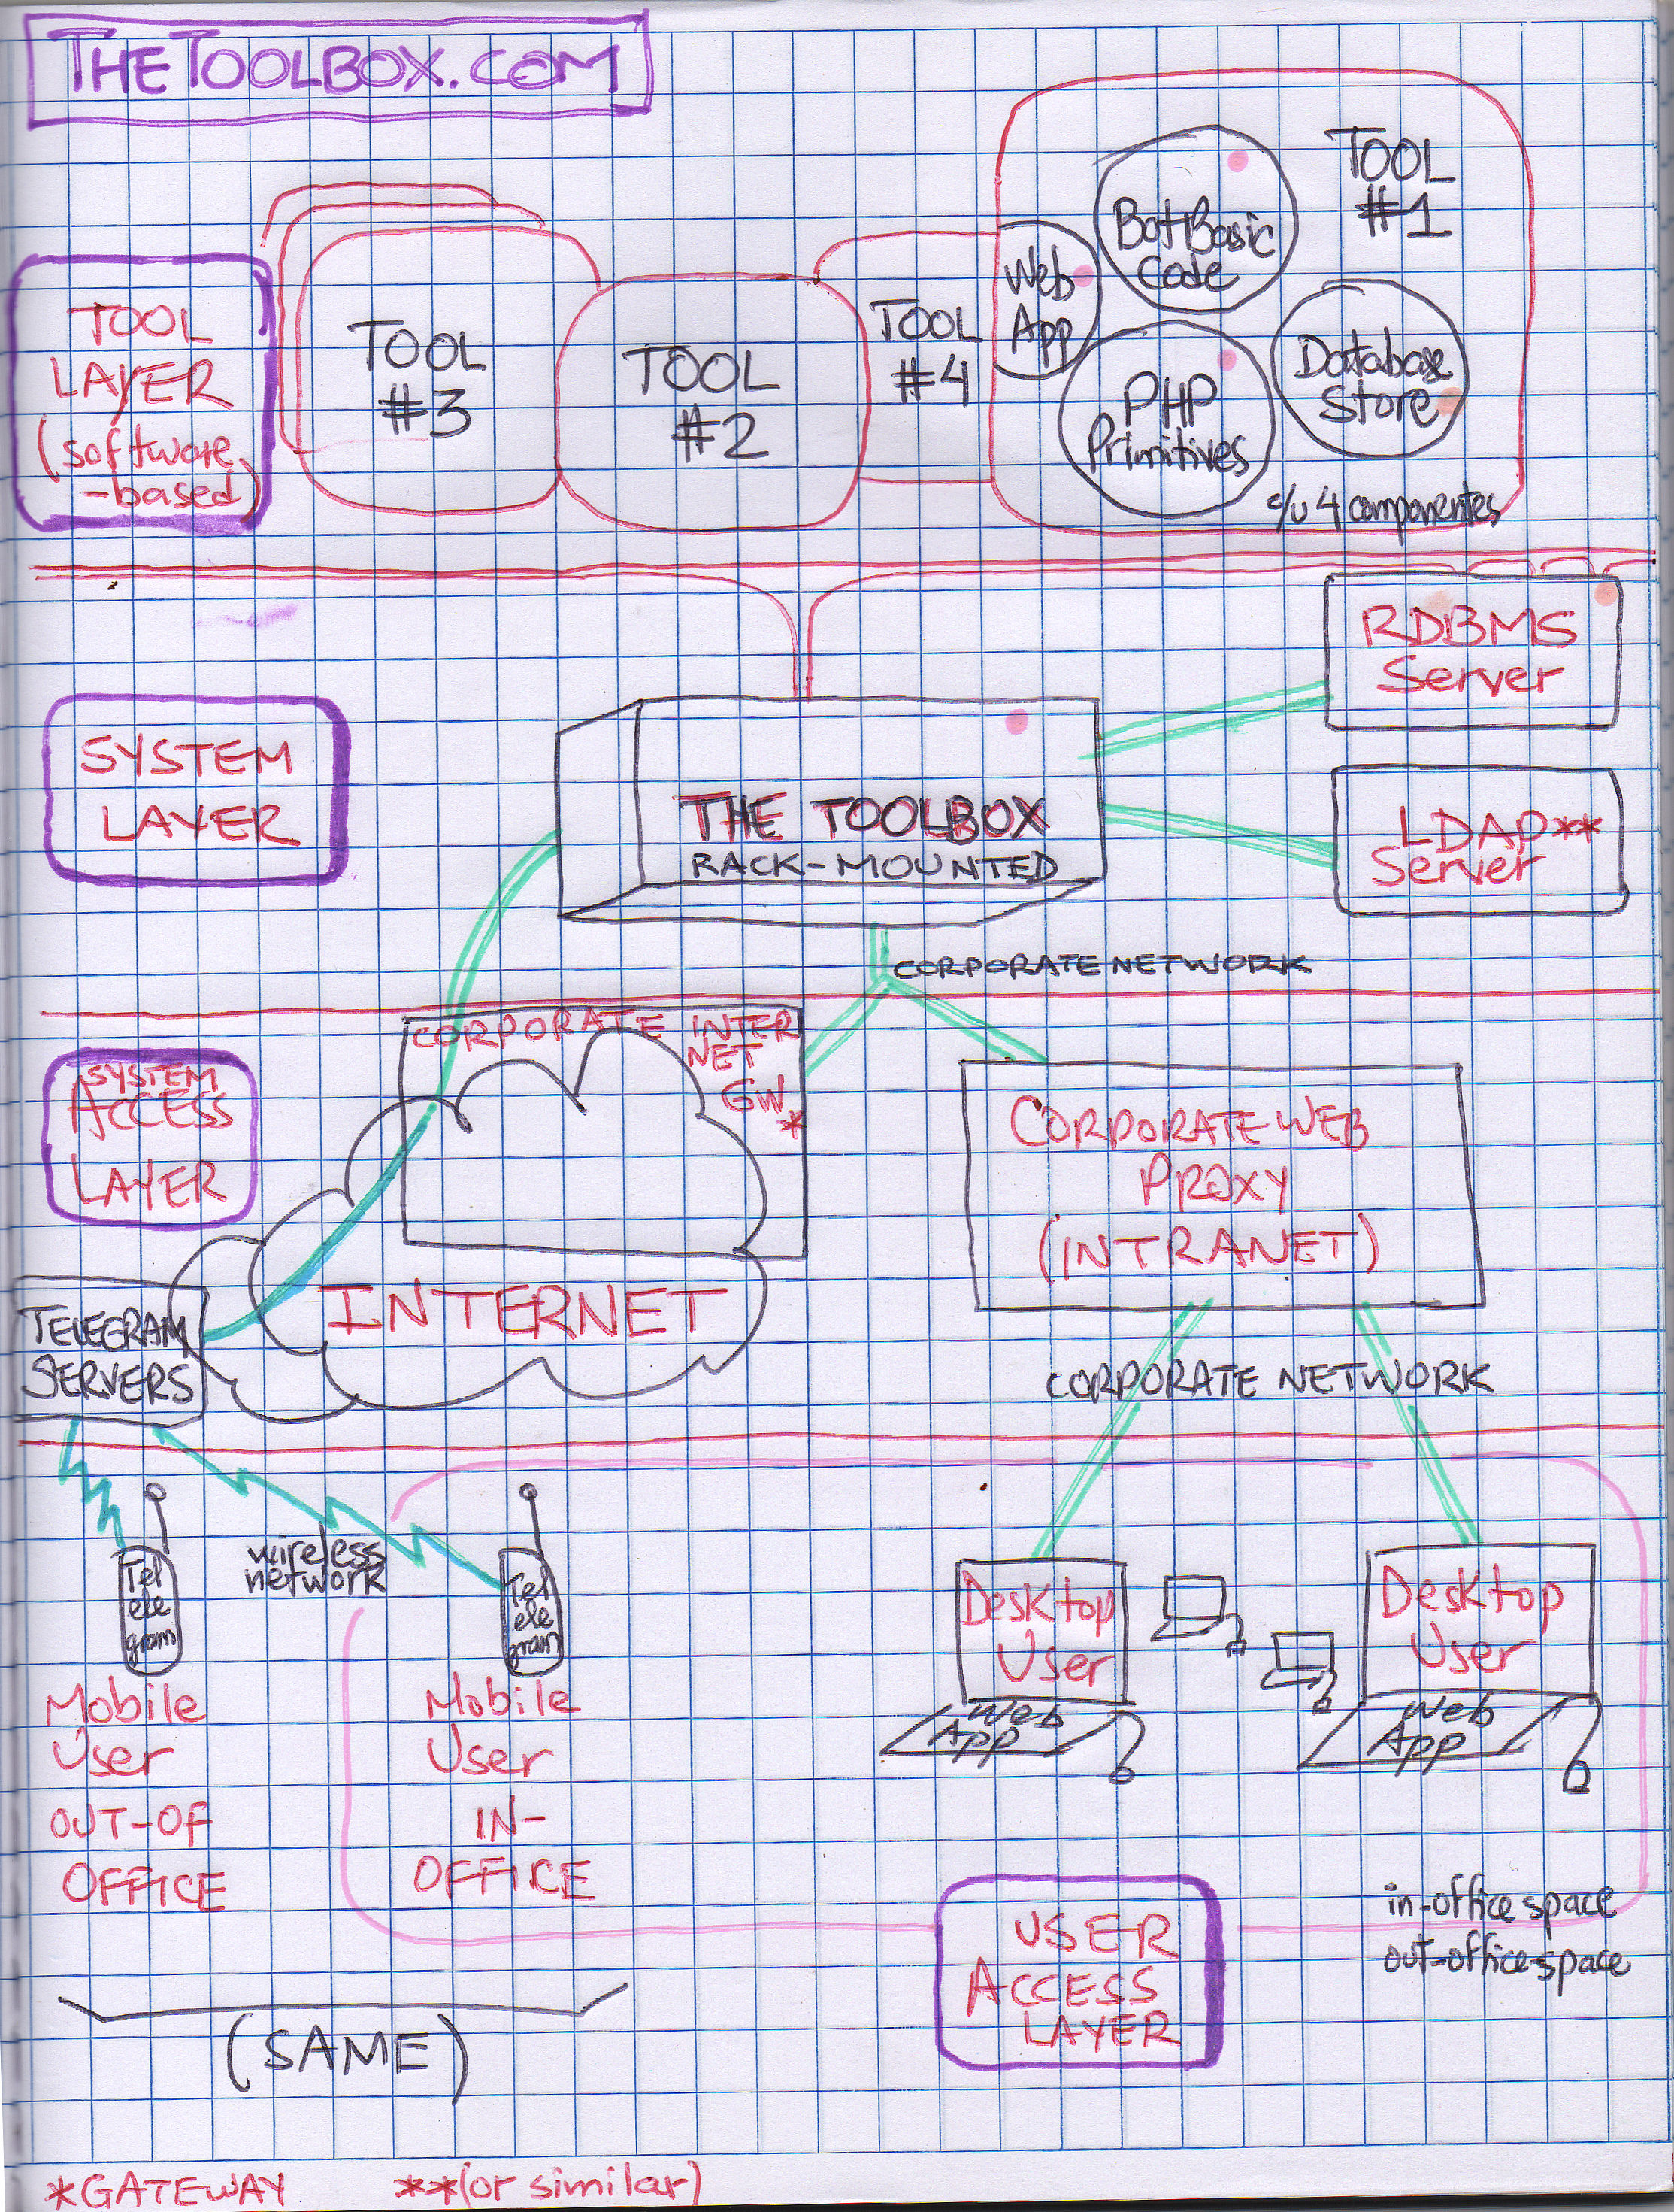 THETOOLBOX.COM
TOOL
LAYER
(software
-based)
TOOL
#3
TOOL
#2
TOOL
#4
TOOL
#1
BotBasic
Code
Web
App
PHP
Primitives
Database
Store
c/u 4 componentes
SYSTEM
LAYER
THE TOOLBOX
RACK-MOUNTED
RDBMS
Server
LDAP**
Server
CORPORATE NETWORK
SYSTEM
ACCESS
LAYER
CORPORATE INTER
NET
GW
*
INTERNET
TELEGRAM
SERVERS
CORPORATE WEB
PROXY
(INTRANET)
CORPORATE NETWORK
wireless
network
Tel
ele
gram
Mobile
User
OUT-OF
OFFICE
Tel
ele
gram
Mobile
User
IN-
OFFICE
Desktop
User
Web
App
Desktop
User
Web
App
in-office space
out-office-space
USER
ACCESS
LAYER
(SAME)
*GATEWAY **(or similar)